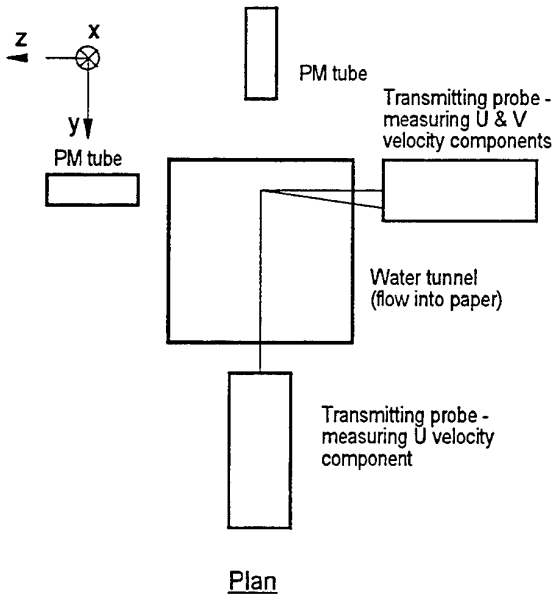 x
z
PM tube
Transmitting probe -
measuring U & V
velocity components
y
PM tube
Water tunnel
(flow into paper)
Transmitting probe -
measuring U velocity
component
Plan